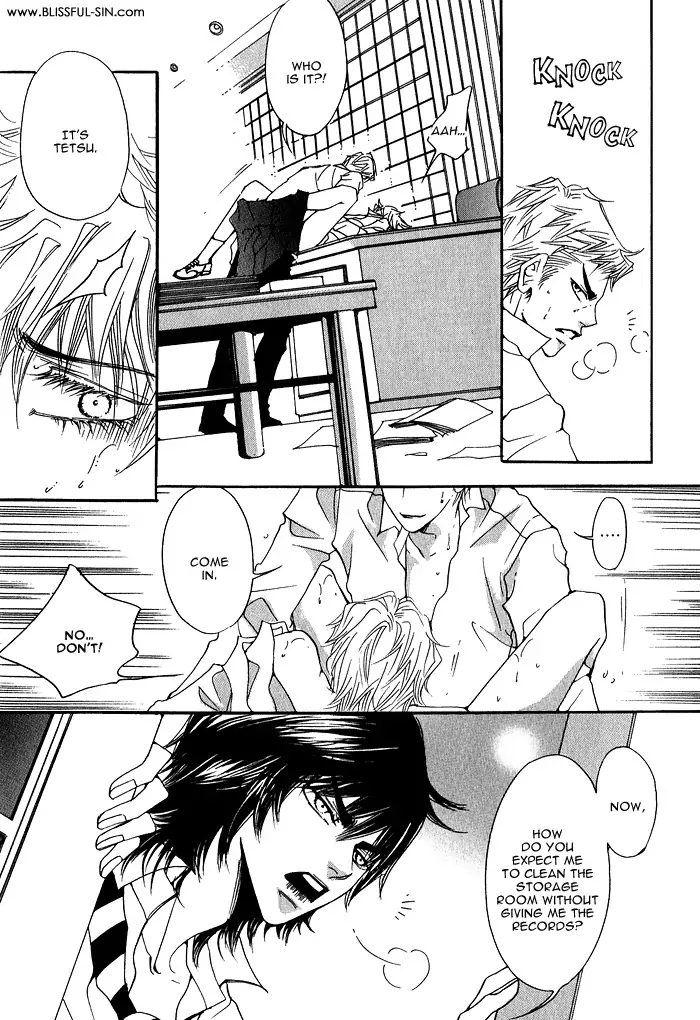 www.BLISSFUL-SIN.com
KNOCK
KNOCK
WHO
IS IT?!
AAH...
IT'S
TETSU.
.....
COME
IN.
NO...
DON'T!
NOW,
HOW
DO YOU
EXPECT ME
TO CLEAN THE
STORAGE
ROOM WITHOUT
GIVING ME THE
RECORDS?